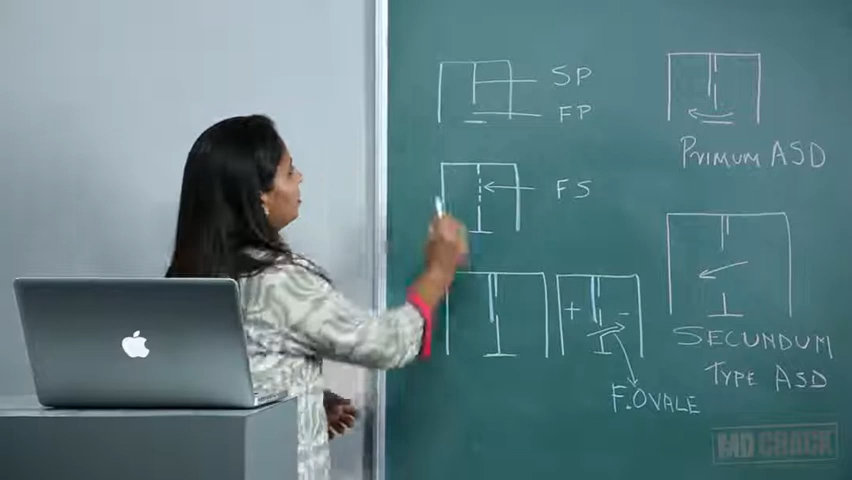 SP
FP
PRIMUM ASD
FS
+ -
F.OVALE
SECUNDUM
TYPE ASD
MD CRACK